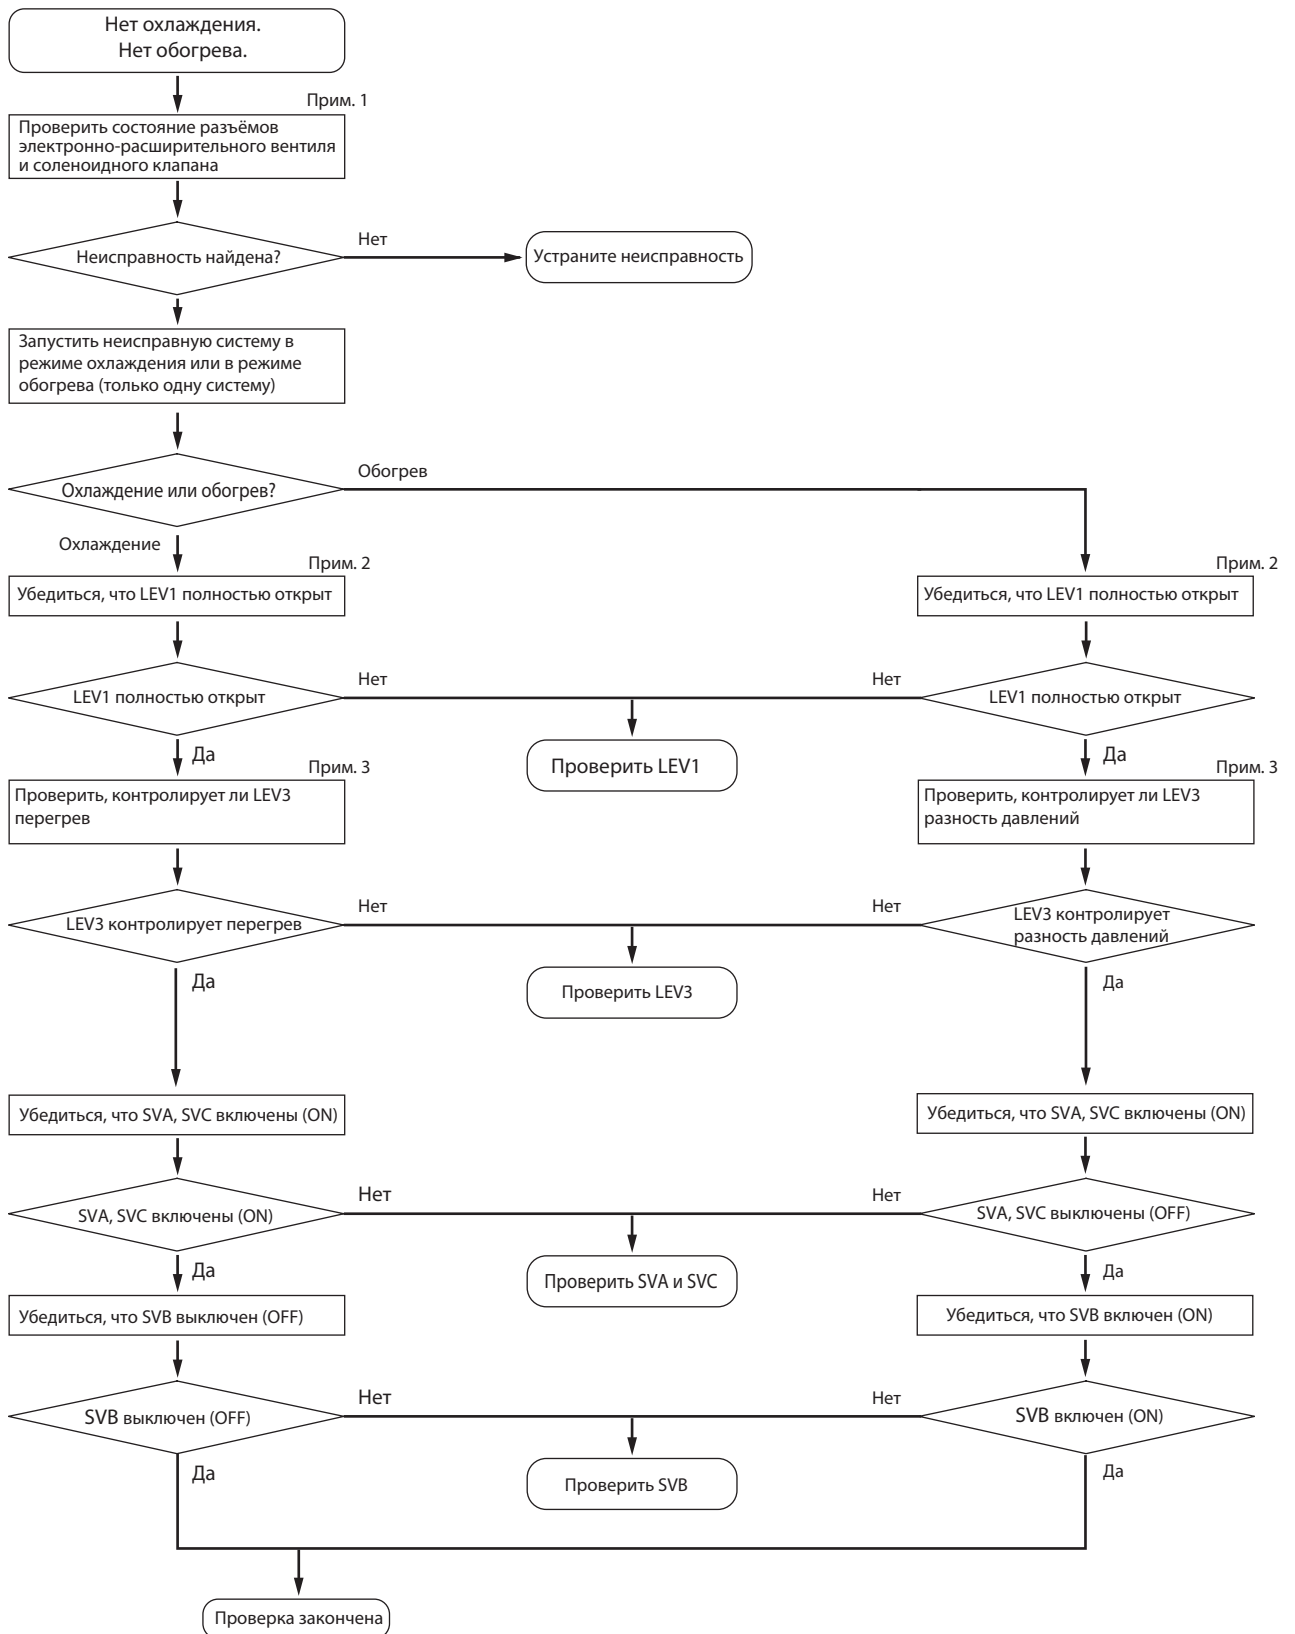 Нет охлаждения.
Нет обогрева.
Прим. 1
Проверить состояние разъёмов
электронно-расширительного вентиля
и соленоидного клапана
Неисправность найдена?
Нет
Устраните неисправность
Запустить неисправную систему в
режиме охлаждения или в режиме
обогрева (только одну систему)
Охлаждение или обогрев?
Обогрев
Охлаждение
Прим. 2
Прим. 2
Убедиться, что LEV1 полностью открыт
Убедиться, что LEV1 полностью открыт
LEV1 полностью открыт
Нет
Нет
LEV1 полностью открыт
Да
Проверить LEV1
Да
Прим. 3
Прим. 3
Проверить, контролирует ли LEV3
перегрев
Проверить, контролирует ли LEV3
разность давлений
LEV3 контролирует перегрев
Нет
Нет
LEV3 контролирует
разность давлений
Да
Проверить LEV3
Да
Убедиться, что SVA, SVC включены (ON)
Убедиться, что SVA, SVC включены (ON)
SVA, SVC включены (ON)
Нет
Нет
SVA, SVC выключены (OFF)
Да
Проверить SVA и SVC
Да
Убедиться, что SVB выключен (OFF)
Убедиться, что SVB включен (ON)
SVB выключен (OFF)
Нет
Нет
SVB включен (ON)
Да
Проверить SVB
Да
Проверка закончена